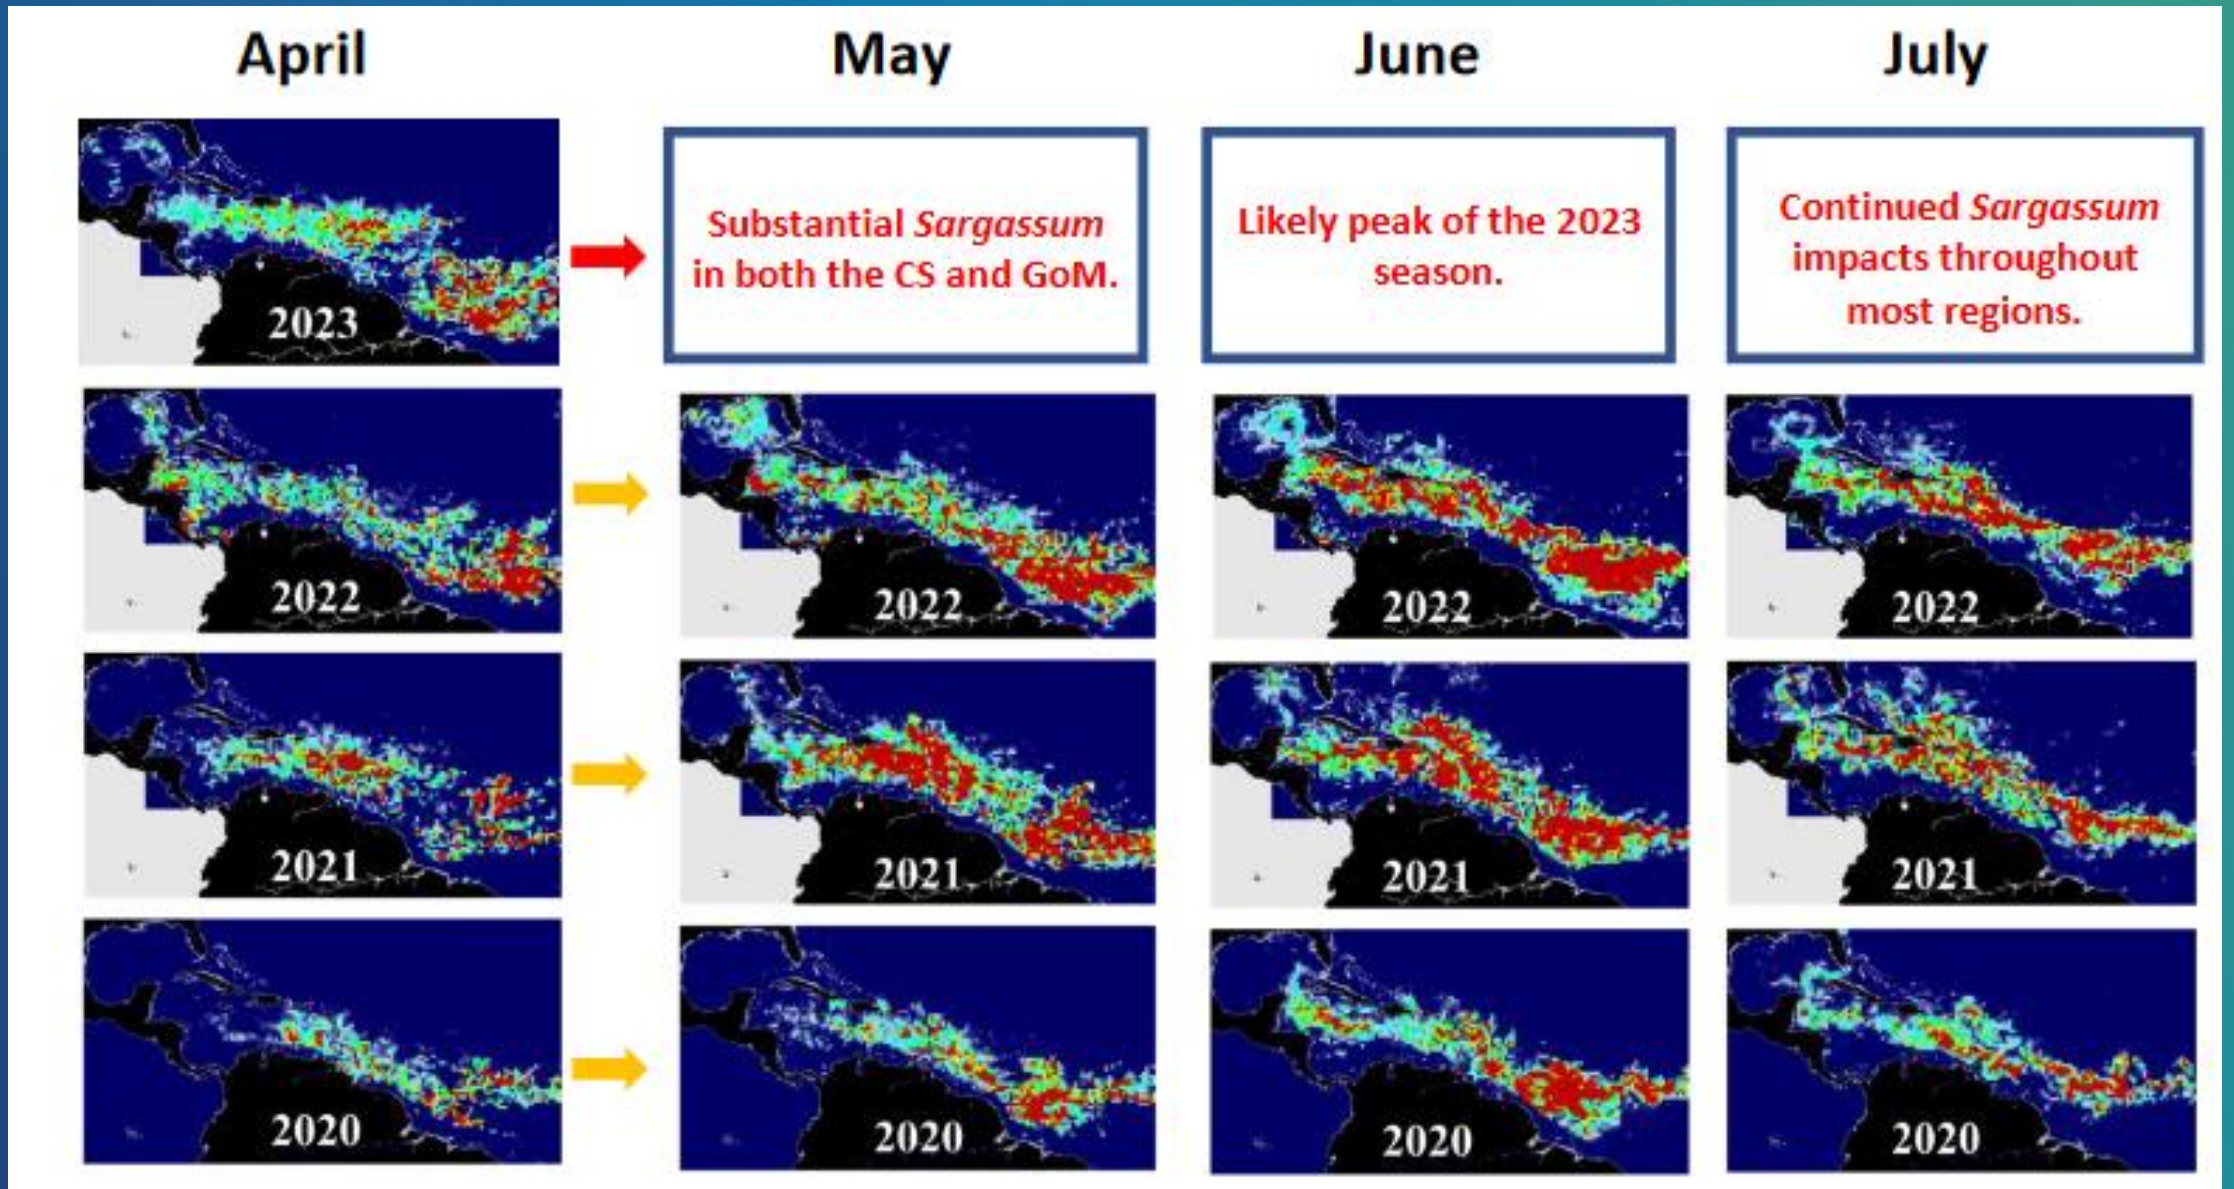 April
May
June
July
2023
Substantial Sargassum
in both the CS and GoM.
Likely peak of the 2023
season.
Continued Sargassum
impacts throughout
most regions.
2022
2022
2022
2022
2021
2021
2021
2021
2020
2020
2020
2020